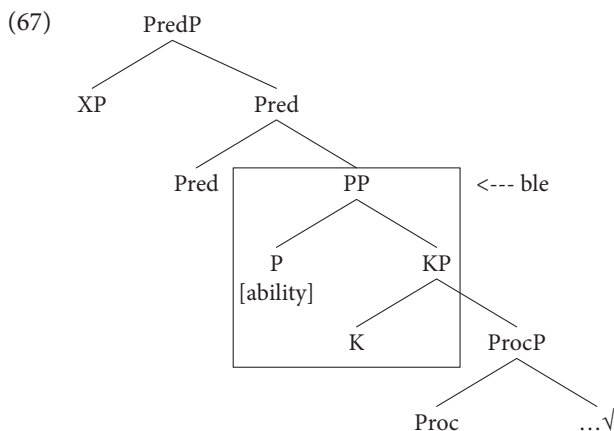 (67)
PredP
XP Pred
Pred PP <--- ble
P KP
[ability]
K ProcP
Proc …√